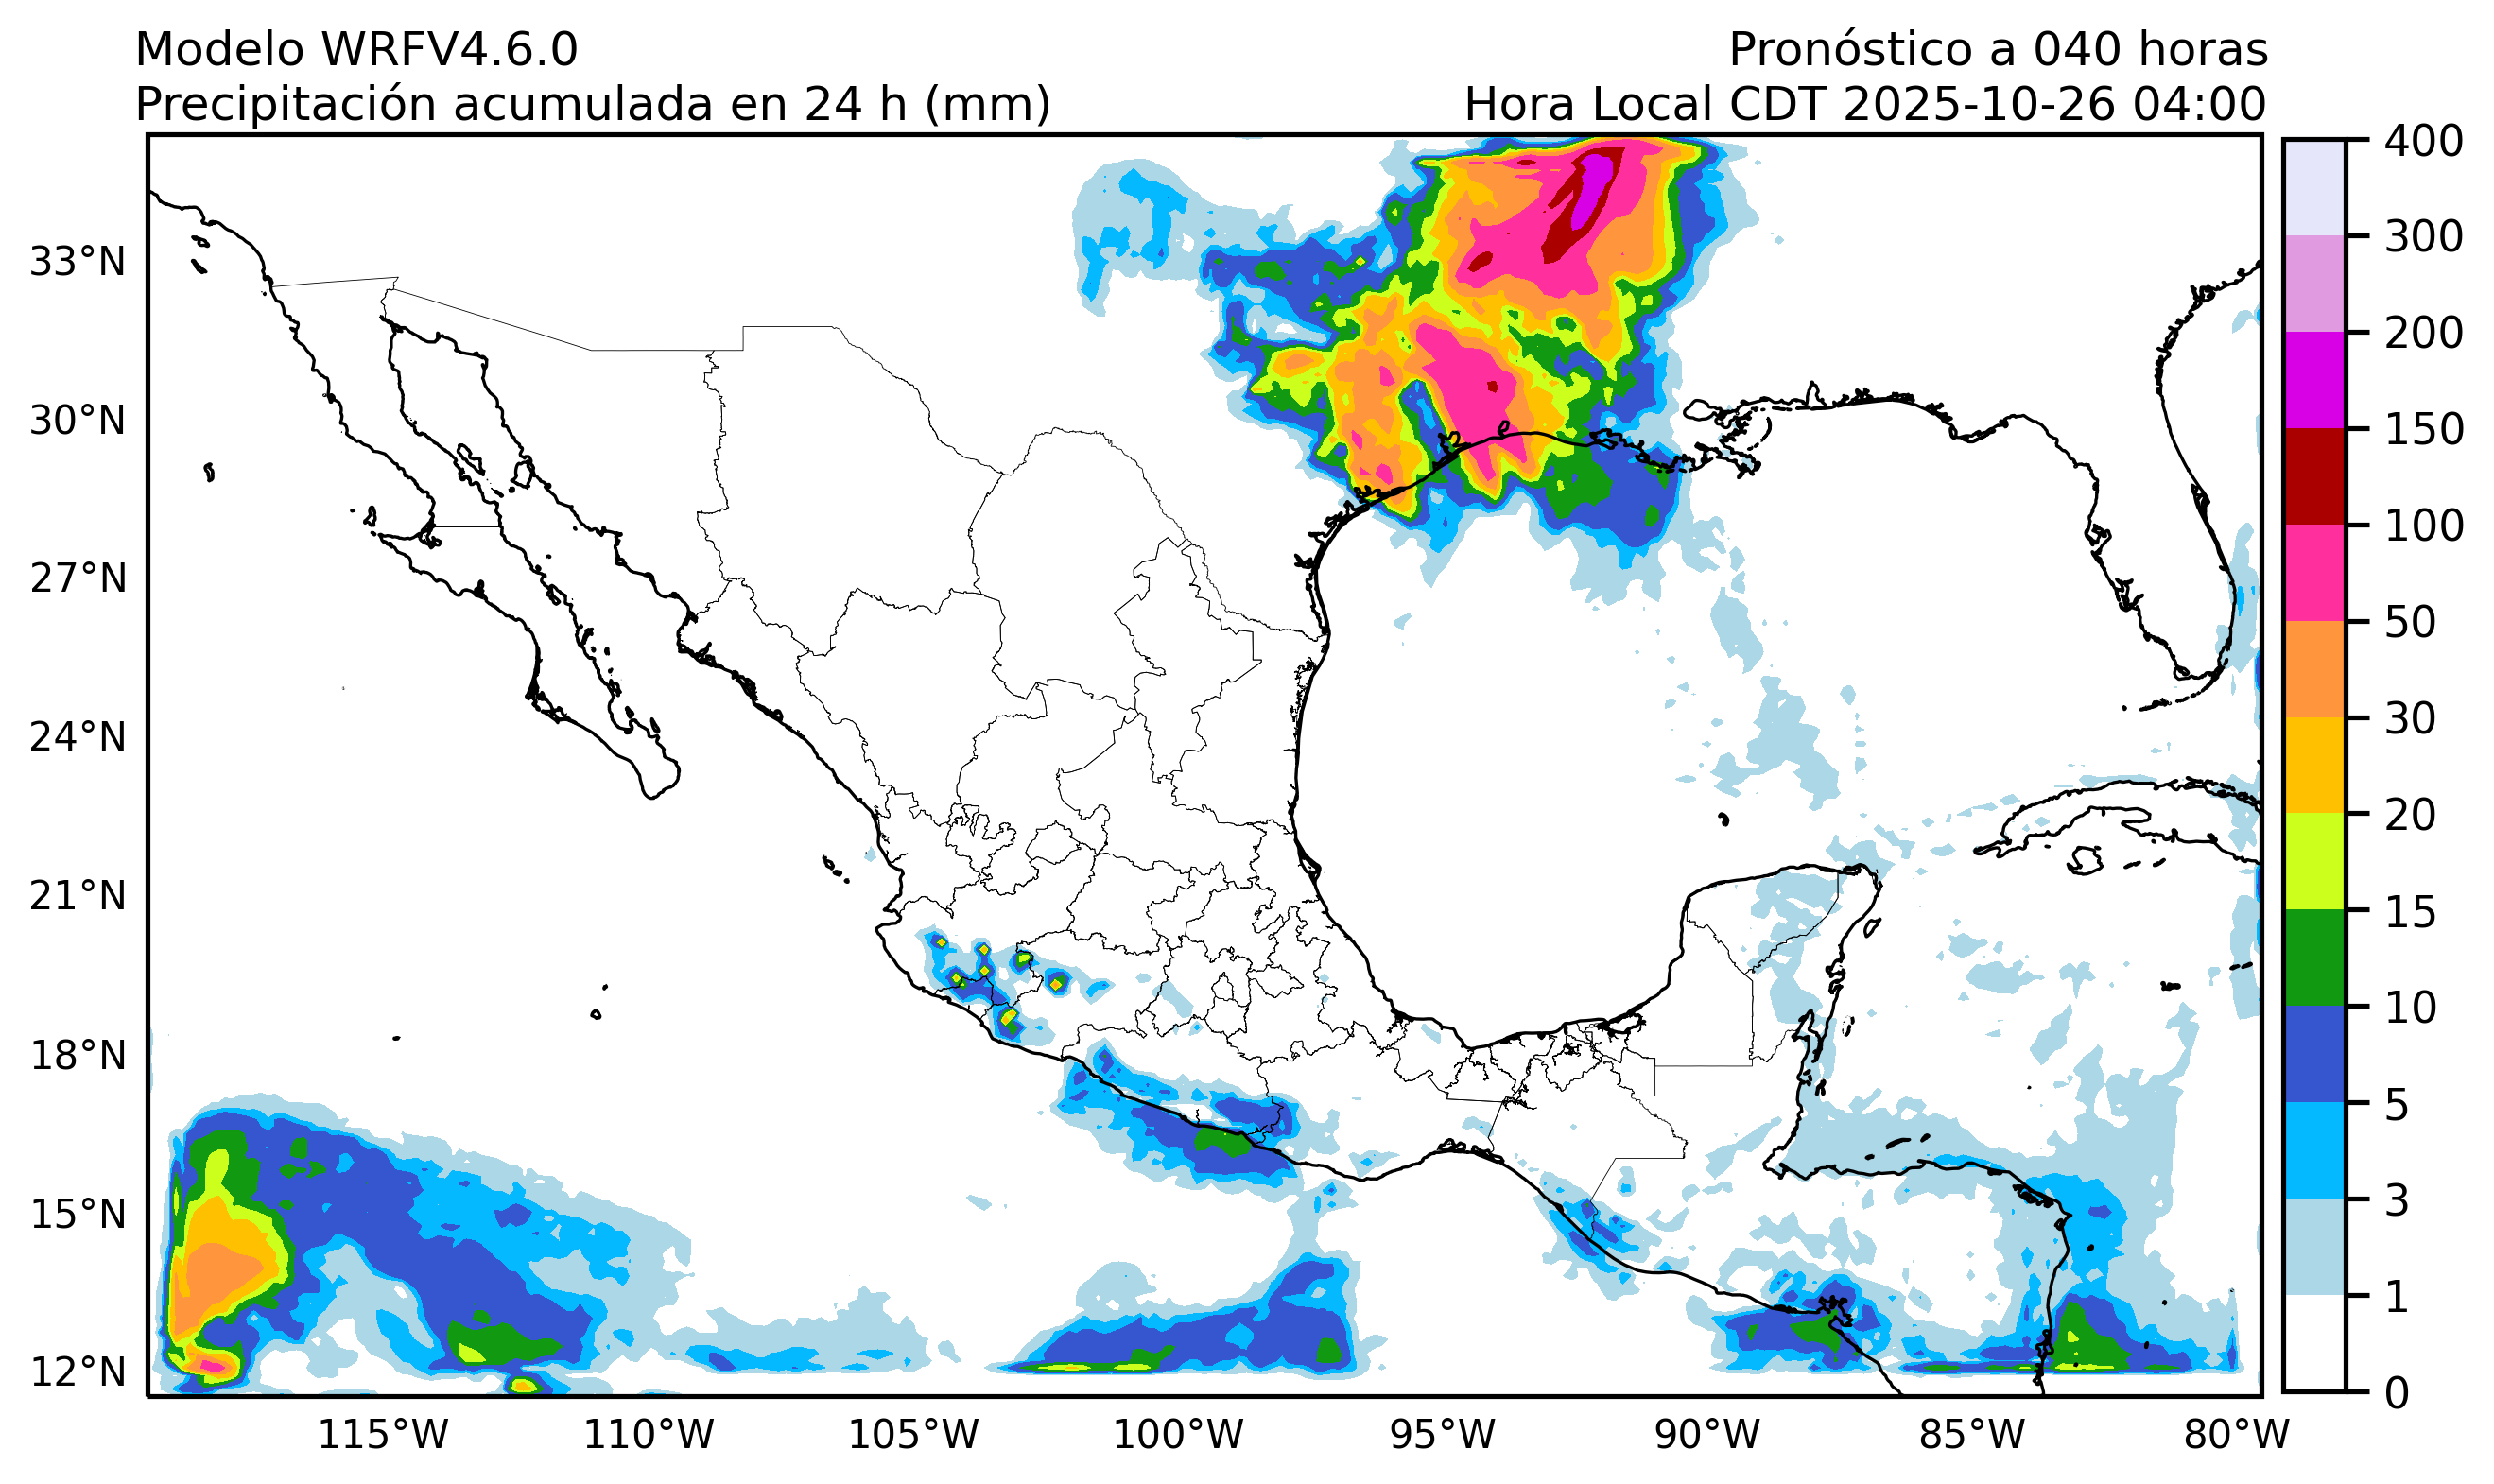 Modelo WRFV4.6.0
Pronóstico a 040 horas
Precipitación acumulada en 24 h (mm)
Hora Local CDT 2025-10-26 04:00
33°N
30°N
27°N
24°N
21°N
18°N
15°N
12°N
115°W
110°W
105°W
100°W
95°W
90°W
85°W
80°W
400
300
200
150
100
50
30
20
15
10
5
3
1
0